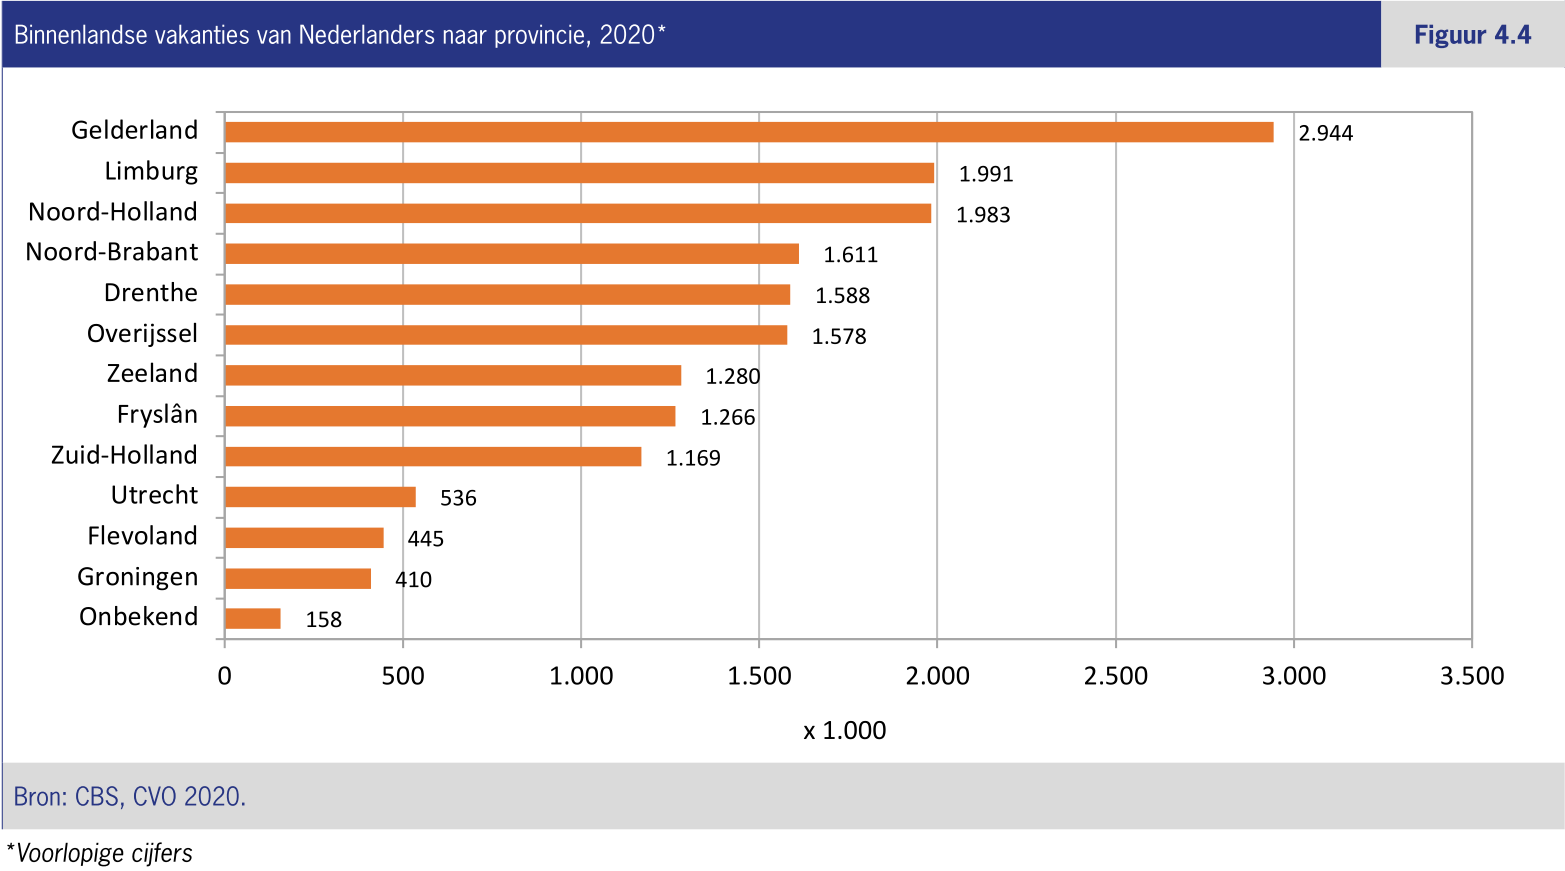 Binnenlandse vakanties van Nederlanders naar provincie, 2020*
Figuur 4.4
Gelderland 2.944
Limburg 1.991
Noord-Holland 1.983
Noord-Brabant 1.611
Drenthe 1.588
Overijssel 1.578
Zeeland 1.280
Fryslân 1.266
Zuid-Holland 1.169
Utrecht 536
Flevoland 445
Groningen 410
Onbekend 158
0 500 1.000 1.500 2.000 2.500 3.000 3.500
x 1.000
Bron: CBS, CVO 2020.
*Voorlopige cijfers